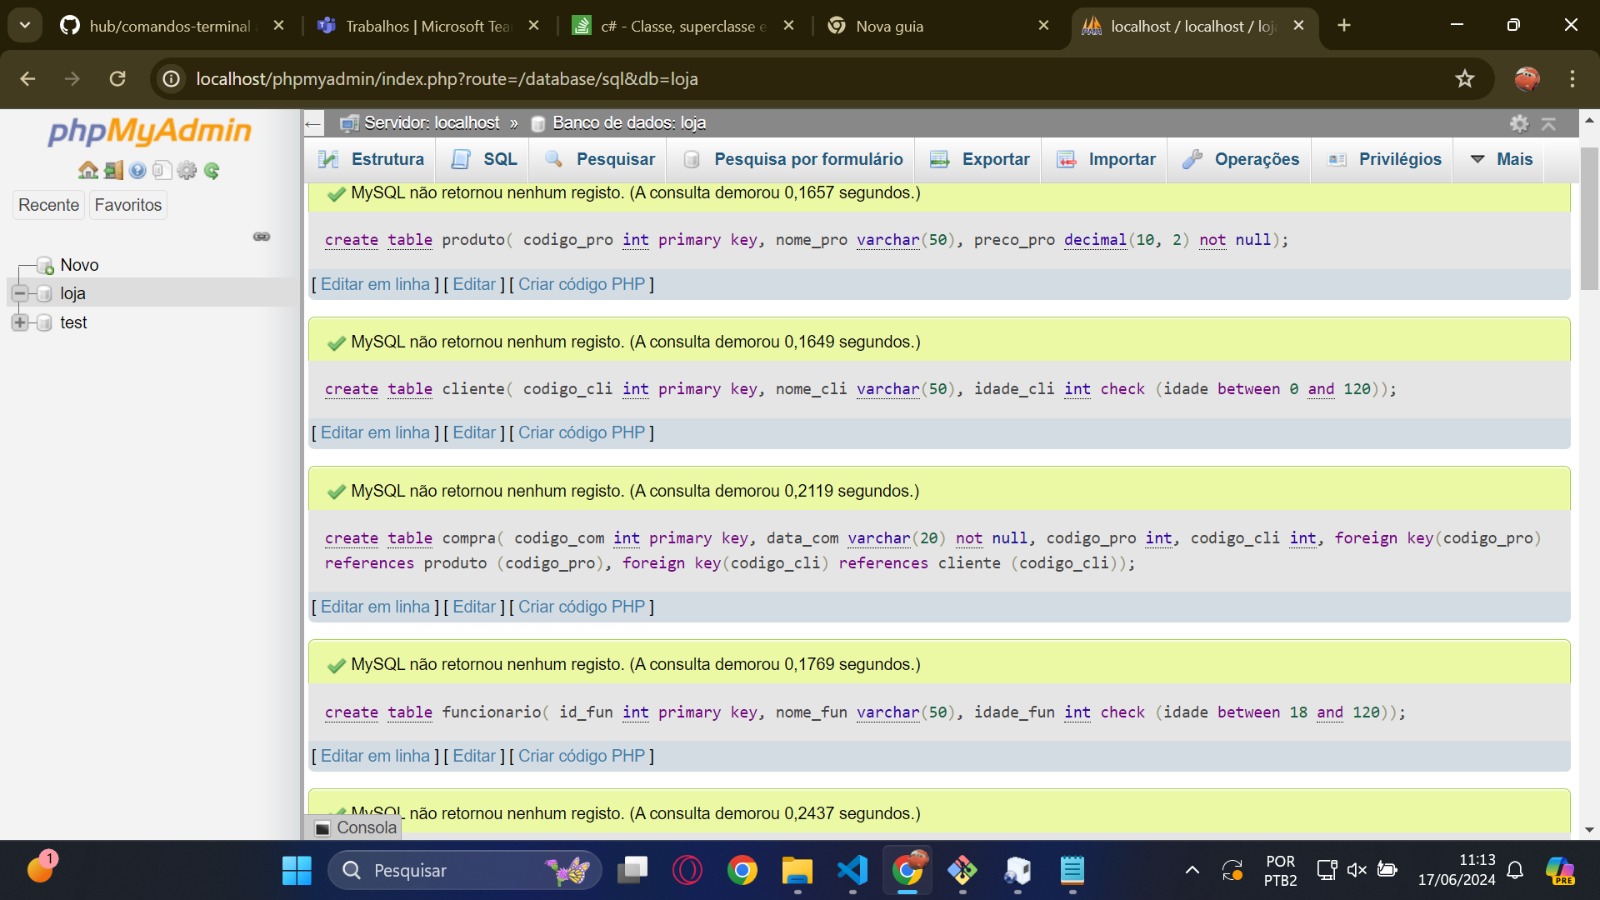 hub/comandos-terminal
Trabalhos | Microsoft Tea
c# - Classe, superclasse e
Nova guia
localhost / localhost / loj
localhost/phpmyadmin/index.php?route=/database/sql&db=loja
phpMyAdmin
Recente
Favoritos
Novo
loja
test
Servidor: localhost » Banco de dados: loja
Estrutura
SQL
Pesquisar
Pesquisa por formulário
Exportar
Importar
Operações
Privilégios
Mais
MySQL não retornou nenhum registo. (A consulta demorou 0,1657 segundos.)
create table produto( codigo_pro int primary key, nome_pro varchar(50), preco_pro decimal(10, 2) not null);
[ Editar em linha ] [ Editar ] [ Criar código PHP ]
MySQL não retornou nenhum registo. (A consulta demorou 0,1649 segundos.)
create table cliente( codigo_cli int primary key, nome_cli varchar(50), idade_cli int check (idade between 0 and 120));
[ Editar em linha ] [ Editar ] [ Criar código PHP ]
MySQL não retornou nenhum registo. (A consulta demorou 0,2119 segundos.)
create table compra( codigo_com int primary key, data_com varchar(20) not null, codigo_pro int, codigo_cli int, foreign key(codigo_pro)
references produto (codigo_pro), foreign key(codigo_cli) references cliente (codigo_cli));
[ Editar em linha ] [ Editar ] [ Criar código PHP ]
MySQL não retornou nenhum registo. (A consulta demorou 0,1769 segundos.)
create table funcionario( id_fun int primary key, nome_fun varchar(50), idade_fun int check (idade between 18 and 120));
[ Editar em linha ] [ Editar ] [ Criar código PHP ]
MySQL não retornou nenhum registo. (A consulta demorou 0,2437 segundos.)
Consola
1
Pesquisar
POR
PTB2
11:13
17/06/2024
PRE